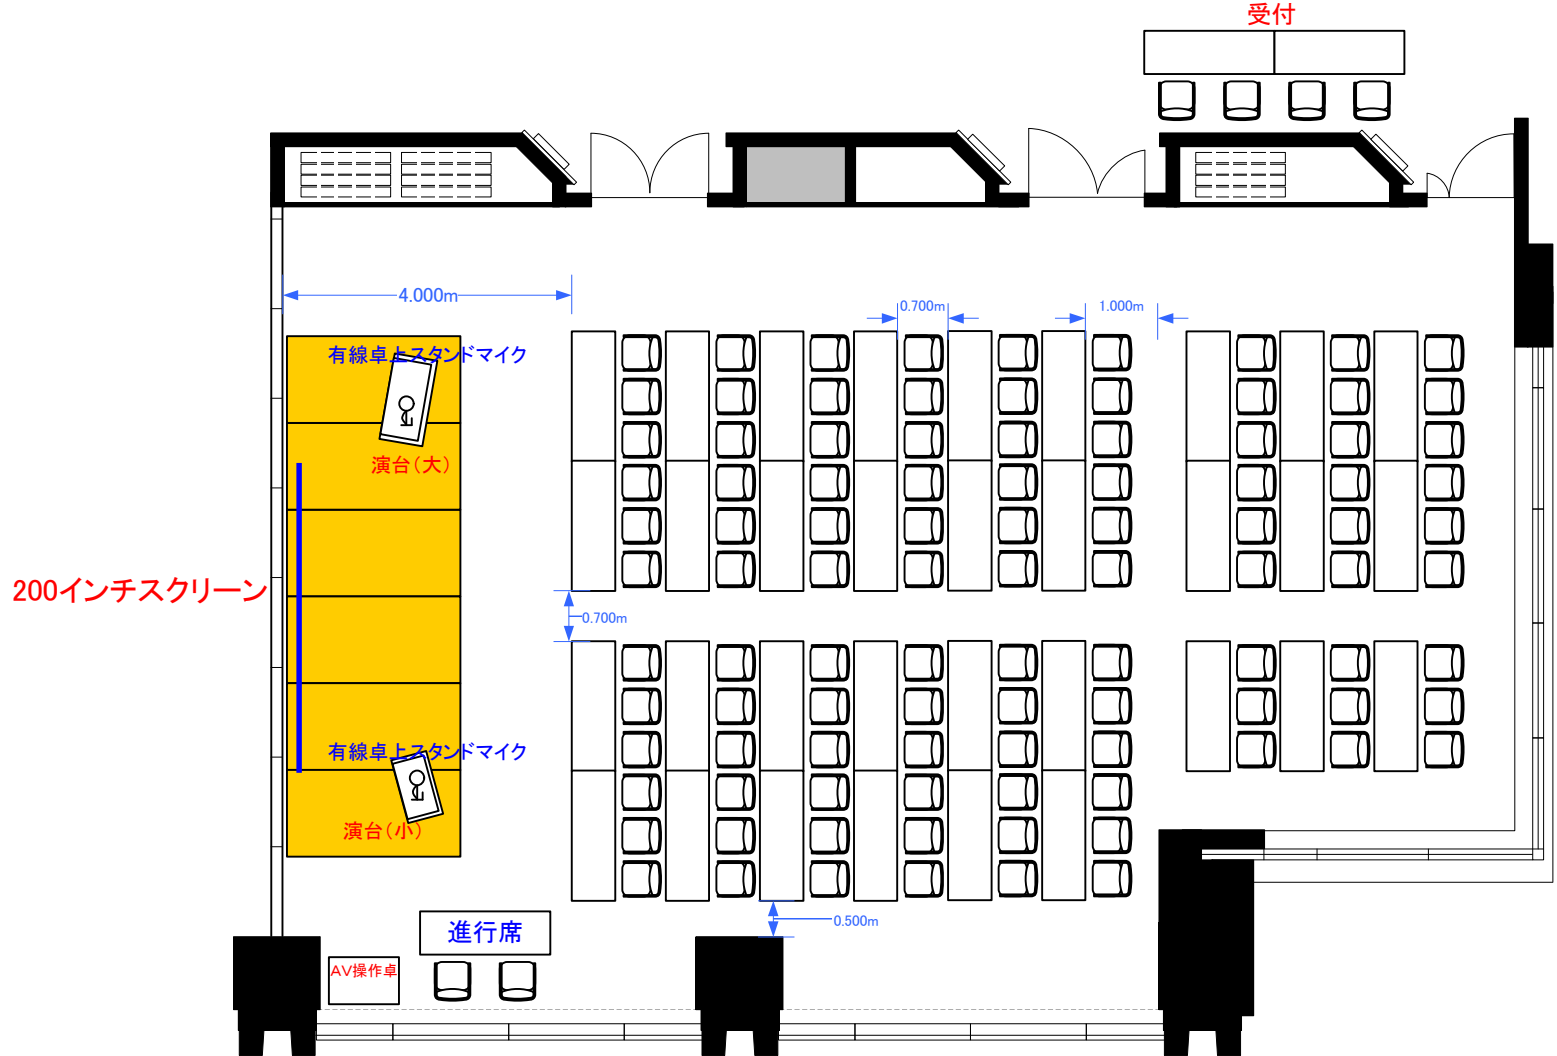 受付
4.000m
0.700m
1.000m
有線卓上スタンドマイク
演台(大)
200インチスクリーン
0.700m
有線卓上スタンドマイク
演台(小)
0.500m
進行席
AV操作卓